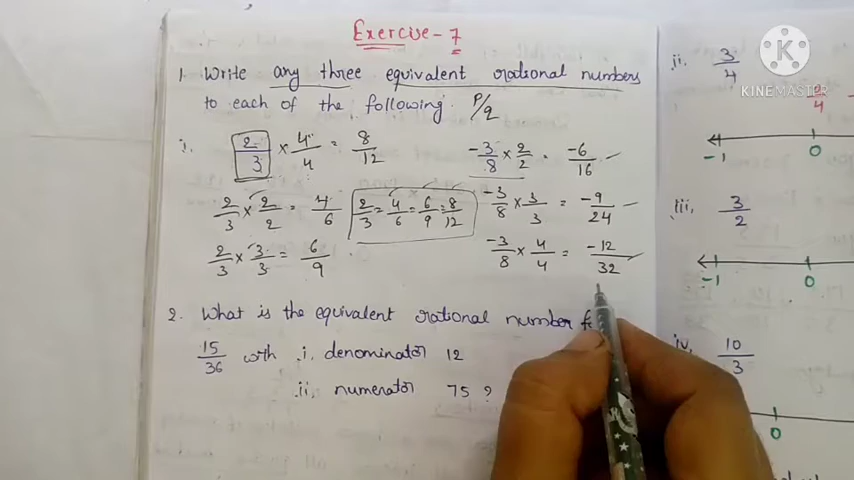 Exercise - 7
1. Write any three equivalent rational numbers
to each of the following. P/q
i. 2/3 × 4/4 = 8/12
2/3 × 2/2 = 4/6
2/3 × 3/3 = 6/9
2/3 = 4/6 = 6/9 = 8/12
-3/8 × 2/2 = -6/16
-3/8 × 3/3 = -9/24
-3/8 × 4/4 = -12/32
2. What is the equivalent rational number
15/36 with i. denominator 12
ii. numerator 75 ?
ii. 3/4
2/4
-1 0
iii. 3/2
-1 0
iv. 10/3
0
KINEMASTER